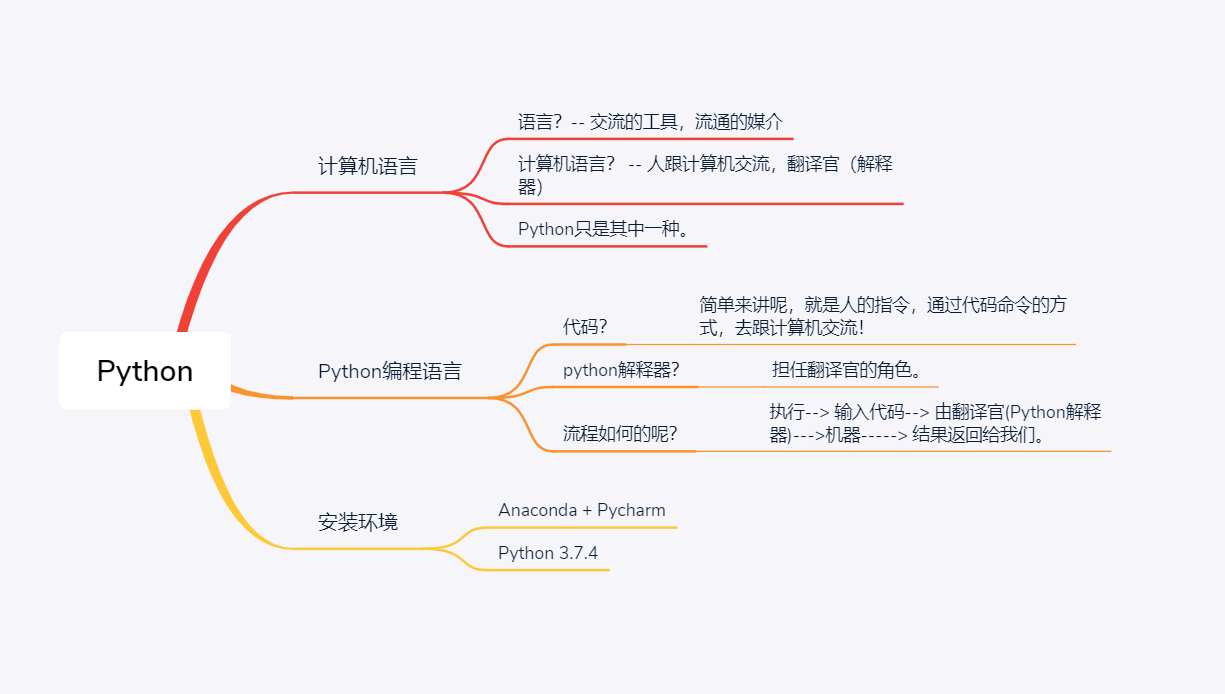 语言？-- 交流的工具，流通的媒介
计算机语言
计算机语言？ -- 人跟计算机交流，翻译官（解释
器）
Python只是其中一种。
简单来讲呢，就是人的指令，通过代码命令的方
式，去跟计算机交流！
代码？
Python
Python编程语言
python解释器？
担任翻译官的角色。
执行--> 输入代码--> 由翻译官(Python解释
器)--->机器-----> 结果返回给我们。
流程如何的呢？
安装环境
Anaconda + Pycharm
Python 3.7.4